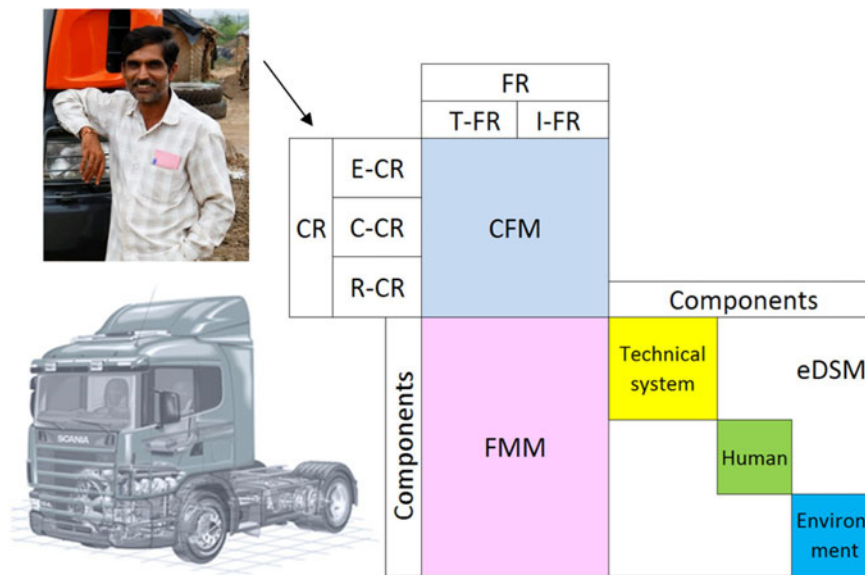 FR
T-FR I-FR
CR
E-CR
C-CR
R-CR
CFM
Components
Components
FMM
Technical
system
eDSM
Human
Environ
ment
SCANIA